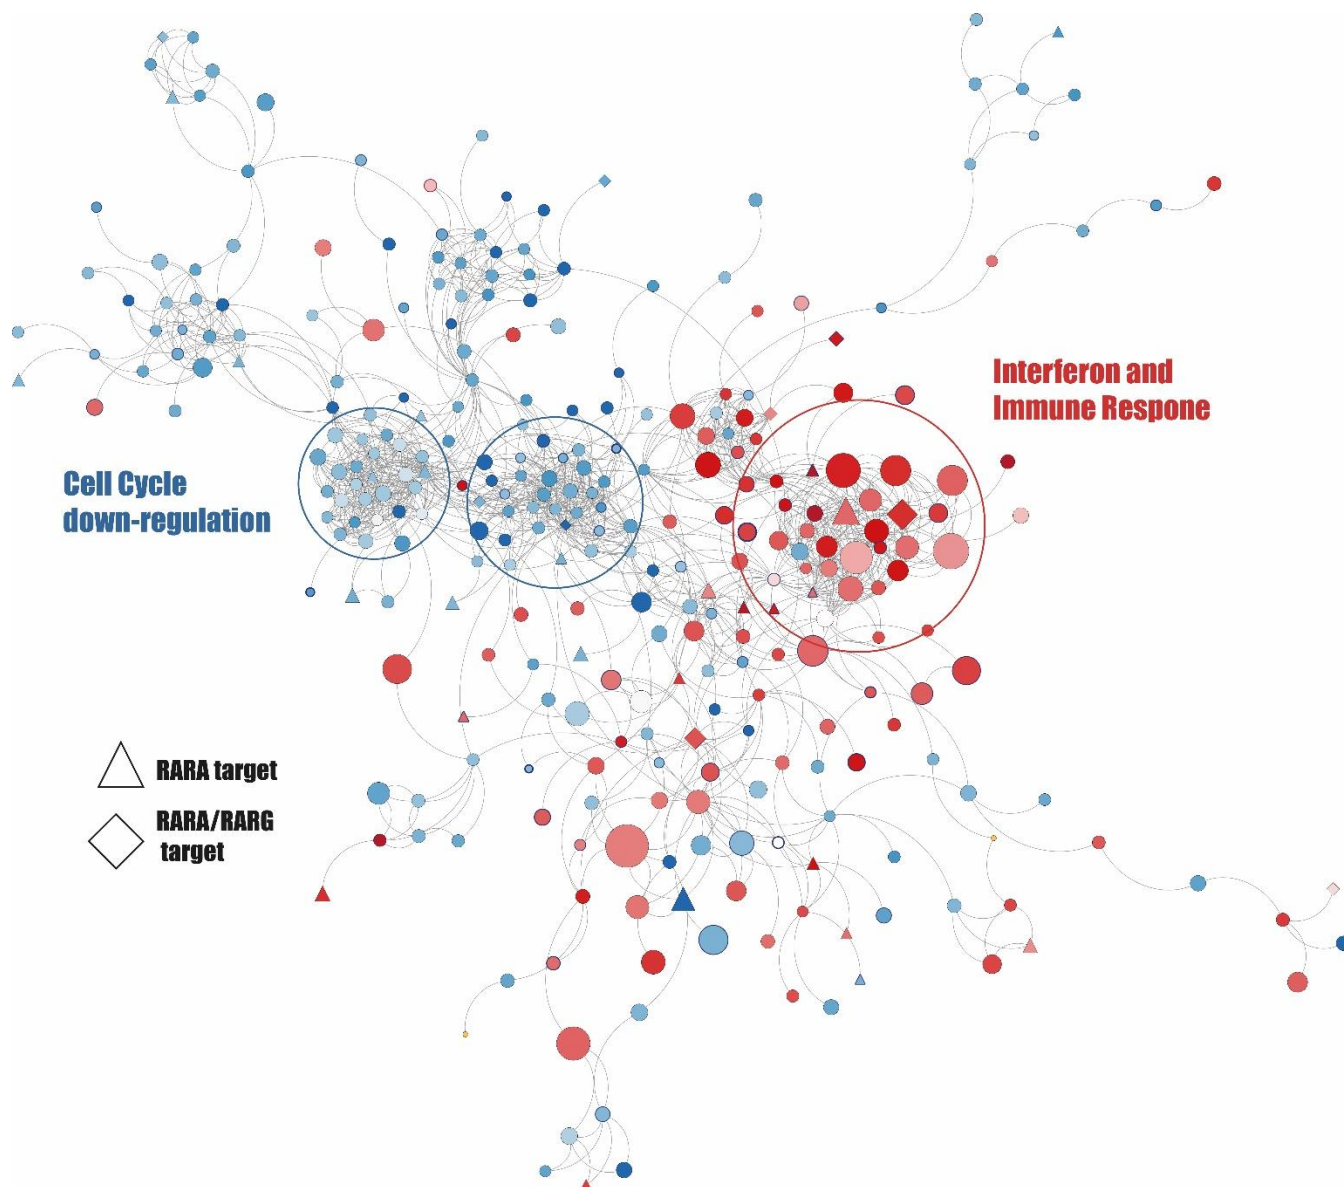 Interferon and
Immune Respone
Cell Cycle
down-regulation
RARA target
RARA/RARG
target